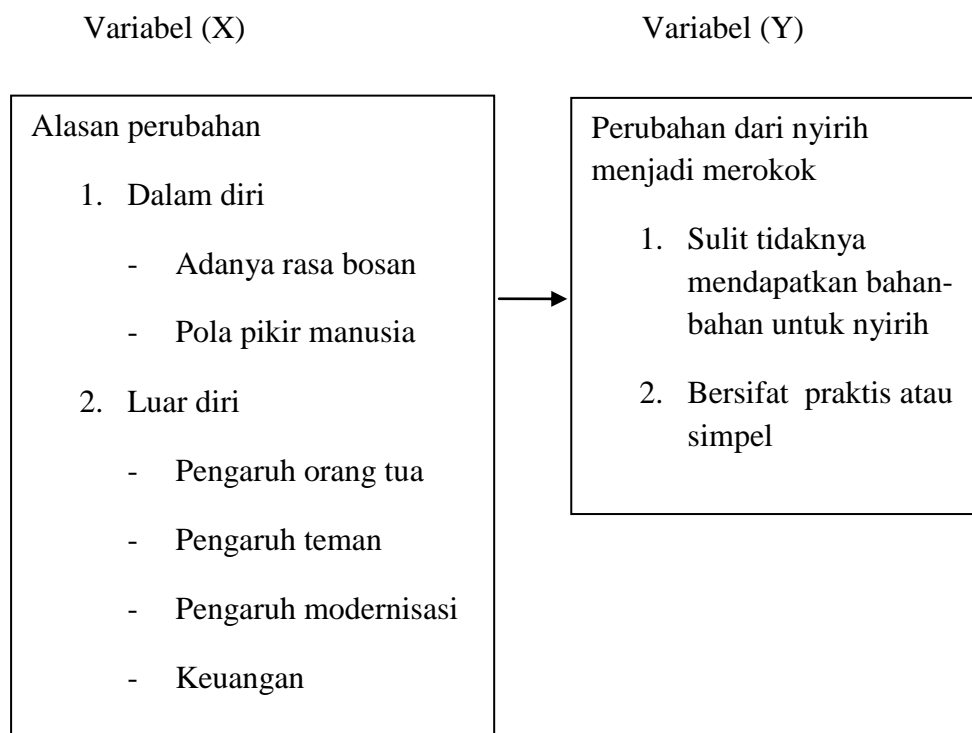 Variabel (X)
Variabel (Y)
Alasan perubahan
1. Dalam diri
- Adanya rasa bosan
- Pola pikir manusia
2. Luar diri
- Pengaruh orang tua
- Pengaruh teman
- Pengaruh modernisasi
- Keuangan
Perubahan dari nyirih
menjadi merokok
1. Sulit tidaknya
mendapatkan bahan-
bahan untuk nyirih
2. Bersifat praktis atau
simpel